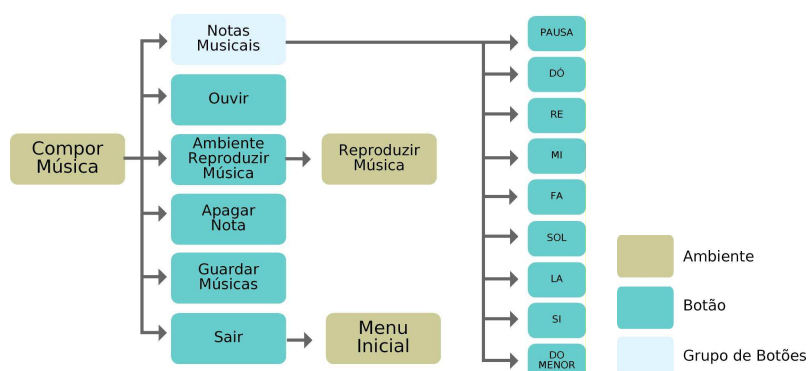 Notas
Musicais
Ouvir
Compor
Música
Ambiente
Reproduzir
Música
Reproduzir
Música
Apagar
Nota
Guardar
Músicas
Sair
Menu
Inicial
PAUSA
DÓ
RE
MI
FA
SOL
LA
SI
DO
MENOR
Ambiente
Botão
Grupo de Botões